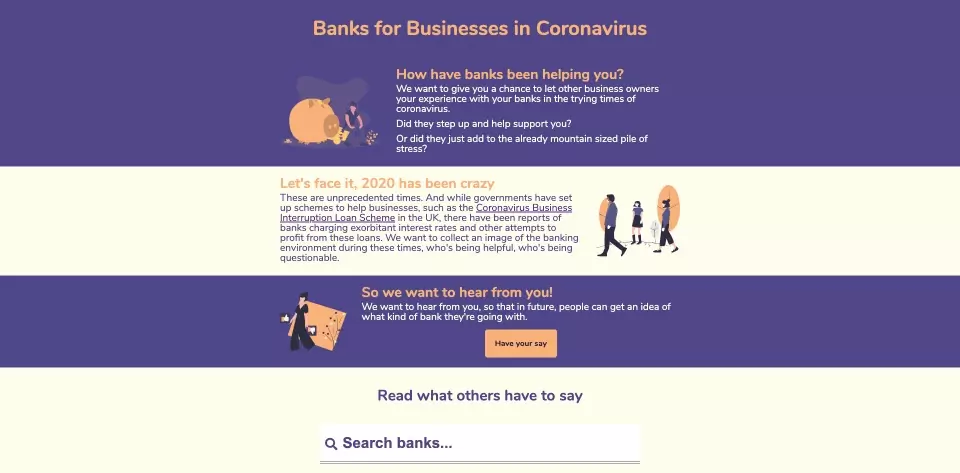 Banks for Businesses in Coronavirus
How have banks been helping you?
We want to give you a chance to let other business owners
your experience with your banks in the trying times of
coronavirus.
Did they step up and help support you?
Or did they just add to the already mountain sized pile of
stress?
Let's face it, 2020 has been crazy
These are unprecedented times. And while governments have set
up schemes to help businesses, such as the Coronavirus Business
Interruption Loan Scheme in the UK, there have been reports of
banks charging exorbitant interest rates and other attempts to
profit from these loans. We want to collect an image of the banking
environment during these times, who's being helpful, who's being
questionable.
So we want to hear from you!
We want to hear from you, so that in future, people can get an idea of
what kind of bank they're going with.
Have your say
Read what others have to say
Search banks...